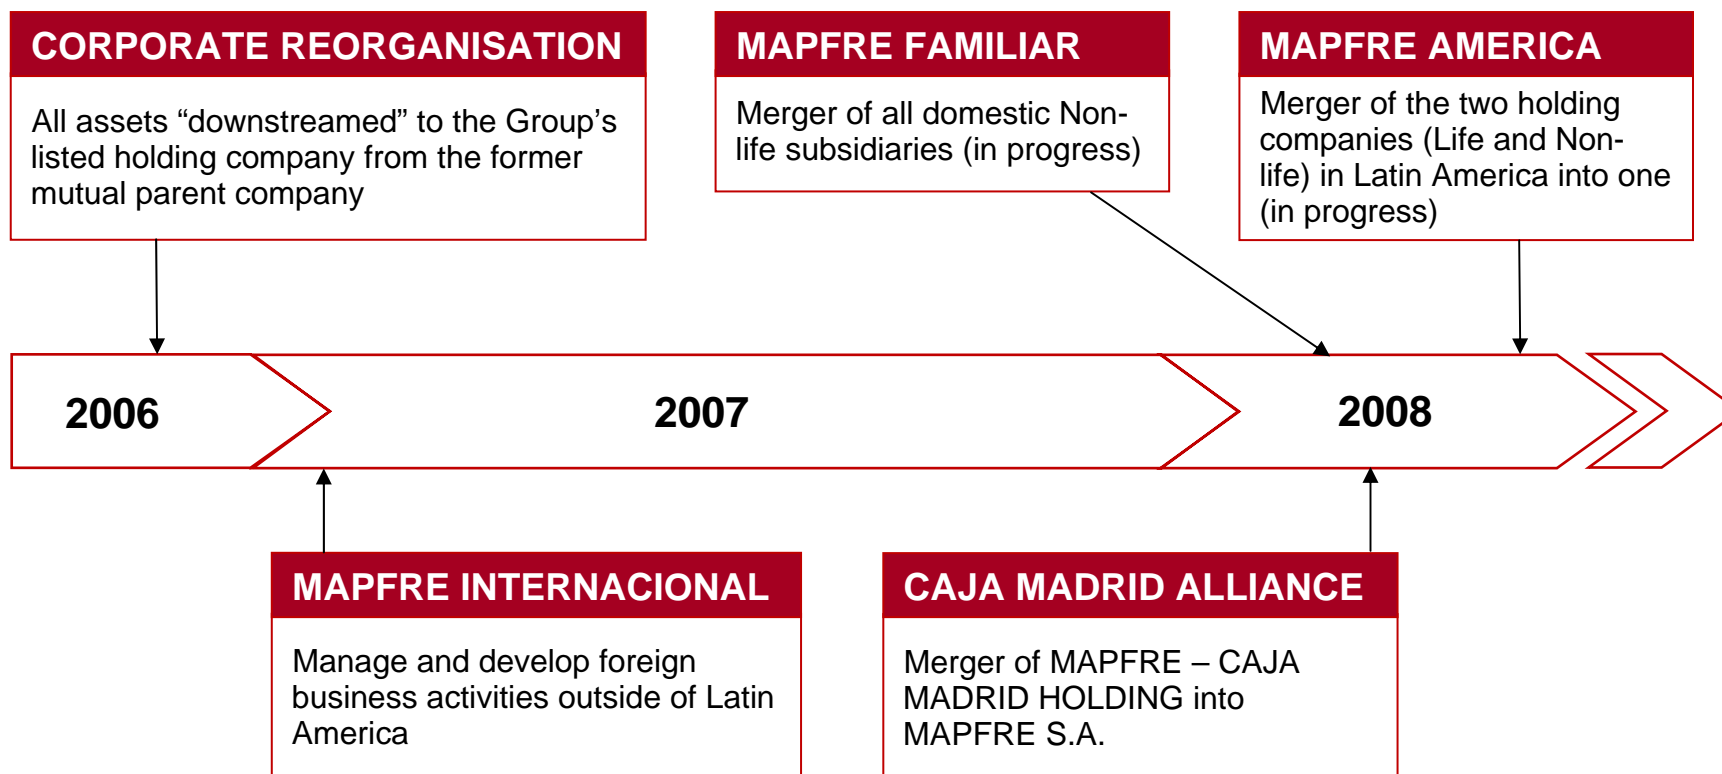 CORPORATE REORGANISATION
All assets “downstreamed” to the Group’s
listed holding company from the former
mutual parent company
MAPFRE FAMILIAR
Merger of all domestic Non-
life subsidiaries (in progress)
MAPFRE AMERICA
Merger of the two holding
companies (Life and Non-
life) in Latin America into one
(in progress)
2006
2007
2008
MAPFRE INTERNACIONAL
Manage and develop foreign
business activities outside of Latin
America
CAJA MADRID ALLIANCE
Merger of MAPFRE – CAJA
MADRID HOLDING into
MAPFRE S.A.